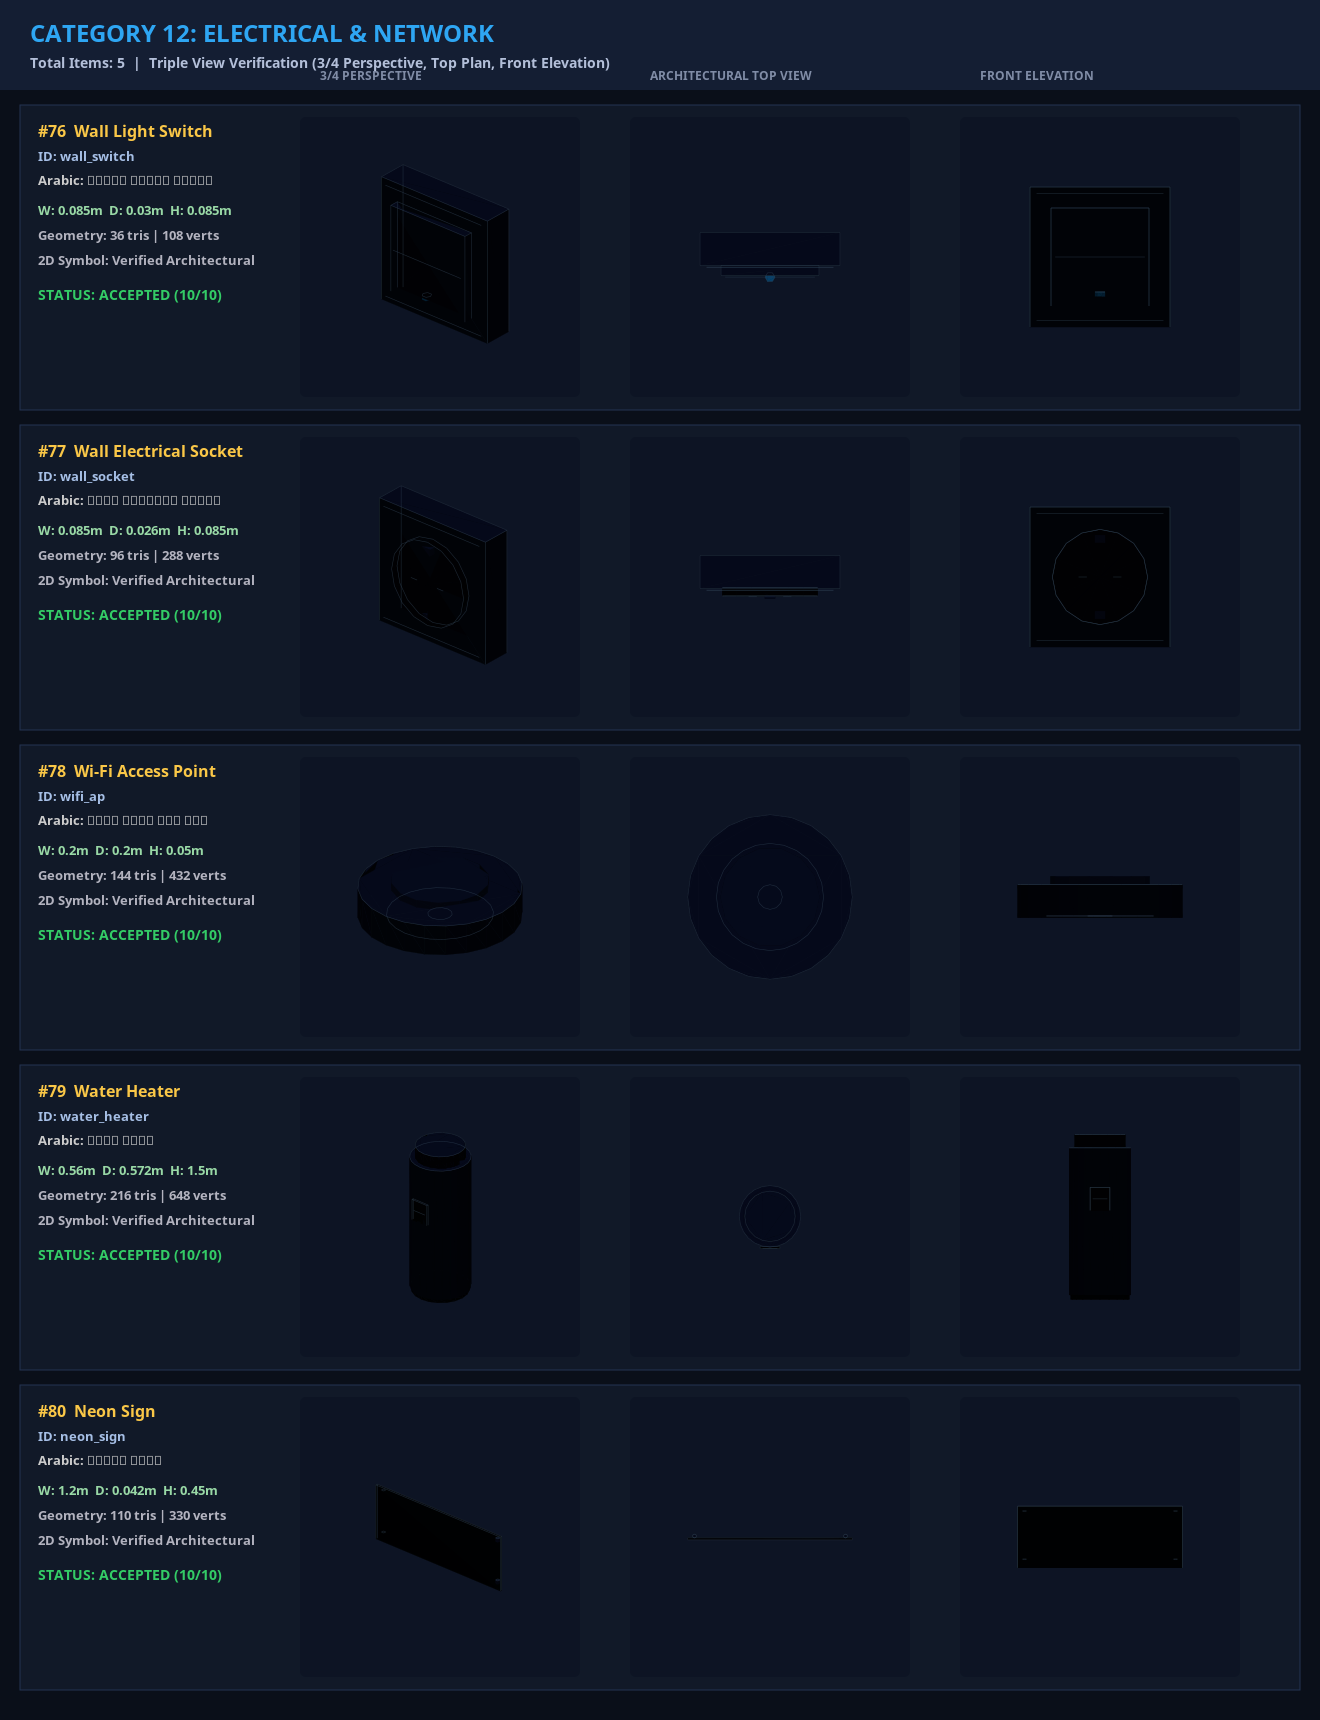 CATEGORY 12: ELECTRICAL & NETWORK
Total Items: 5 | Triple View Verification (3/4 Perspective, Top Plan, Front Elevation)
3/4 PERSPECTIVE
ARCHITECTURAL TOP VIEW
FRONT ELEVATION
#76 Wall Light Switch
ID: wall_switch
Arabic:
W: 0.085m D: 0.03m H: 0.085m
Geometry: 36 tris | 108 verts
2D Symbol: Verified Architectural
STATUS: ACCEPTED (10/10)
#77 Wall Electrical Socket
ID: wall_socket
Arabic:
W: 0.085m D: 0.026m H: 0.085m
Geometry: 96 tris | 288 verts
2D Symbol: Verified Architectural
STATUS: ACCEPTED (10/10)
#78 Wi-Fi Access Point
ID: wifi_ap
Arabic:
W: 0.2m D: 0.2m H: 0.05m
Geometry: 144 tris | 432 verts
2D Symbol: Verified Architectural
STATUS: ACCEPTED (10/10)
#79 Water Heater
ID: water_heater
Arabic:
W: 0.56m D: 0.572m H: 1.5m
Geometry: 216 tris | 648 verts
2D Symbol: Verified Architectural
STATUS: ACCEPTED (10/10)
#80 Neon Sign
ID: neon_sign
Arabic:
W: 1.2m D: 0.042m H: 0.45m
Geometry: 110 tris | 330 verts
2D Symbol: Verified Architectural
STATUS: ACCEPTED (10/10)